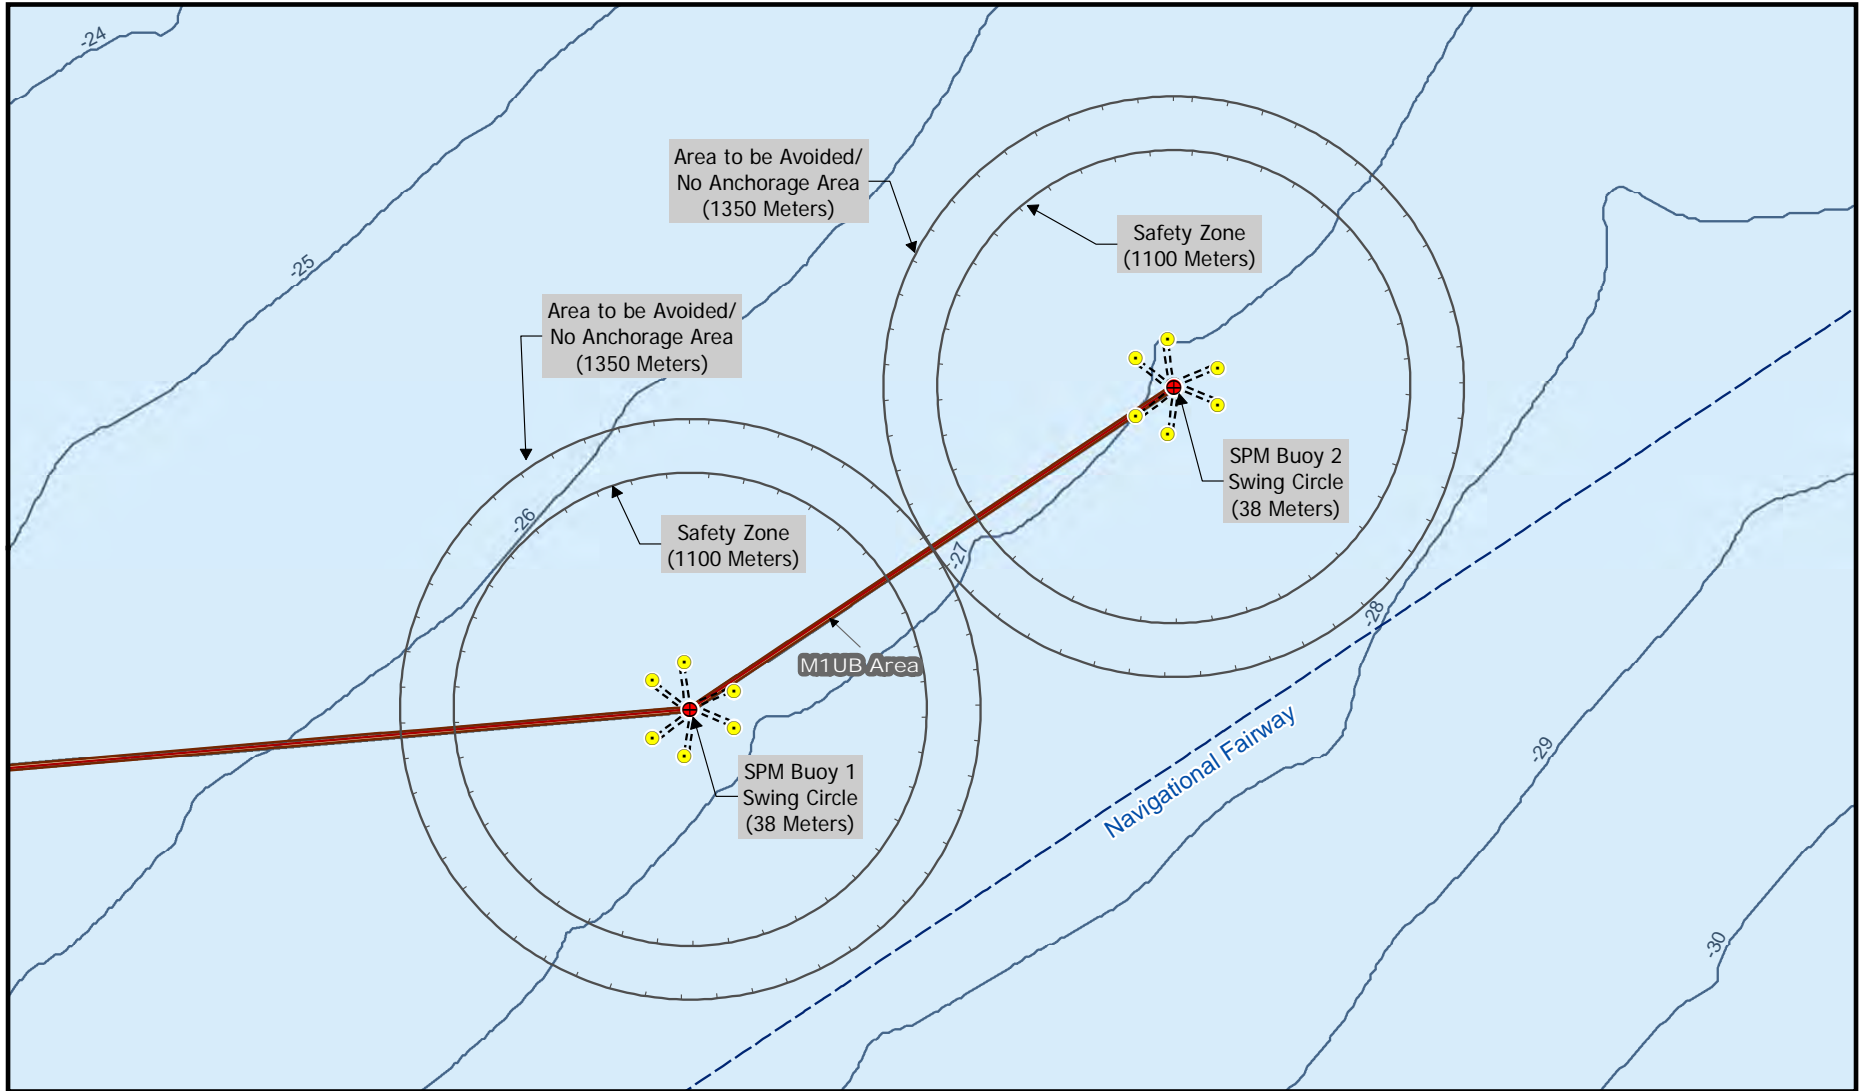 -24
Area to be Avoided/
No Anchorage Area
(1350 Meters)
Safety Zone
(1100 Meters)
-25
Area to be Avoided/
No Anchorage Area
(1350 Meters)
SPM Buoy 2
Swing Circle
(38 Meters)
-26
Safety Zone
(1100 Meters)
-27
-28
M1UB Area
Navigational Fairway
-29
SPM Buoy 1
Swing Circle
(38 Meters)
-30